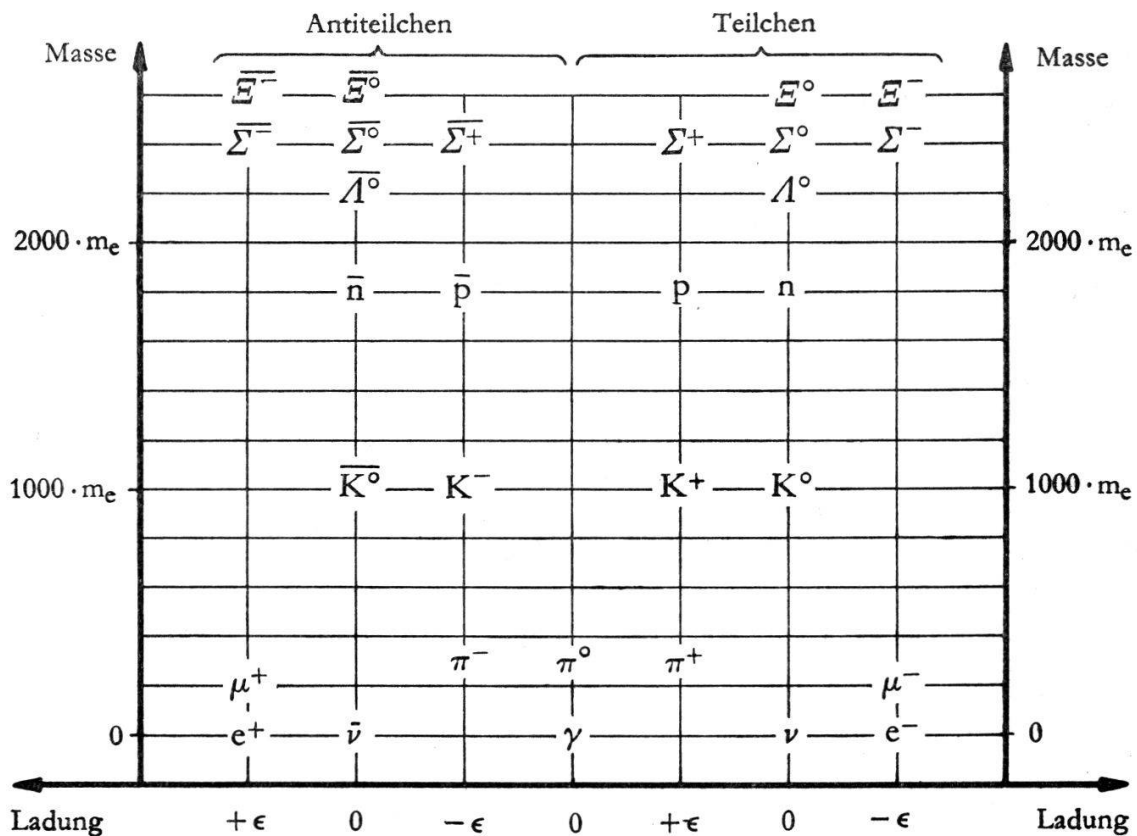 Antiteilchen Teilchen
Masse Masse
Ξ̅⁻̅ Ξ̅°̅ Ξ° Ξ⁻
Σ̅⁻̅ Σ̅°̅ Σ̅⁺̅ Σ⁺ Σ° Σ⁻
Λ̅°̅ Λ°
2000 · mₑ 2000 · mₑ
n̅ p̅ p n
1000 · mₑ K̅°̅ K⁻ K⁺ K° 1000 · mₑ
π⁻ π° π⁺
μ⁺ μ⁻
0 e⁺ ν̅ γ ν e⁻ 0
Ladung +ϵ 0 −ϵ 0 +ϵ 0 −ϵ Ladung